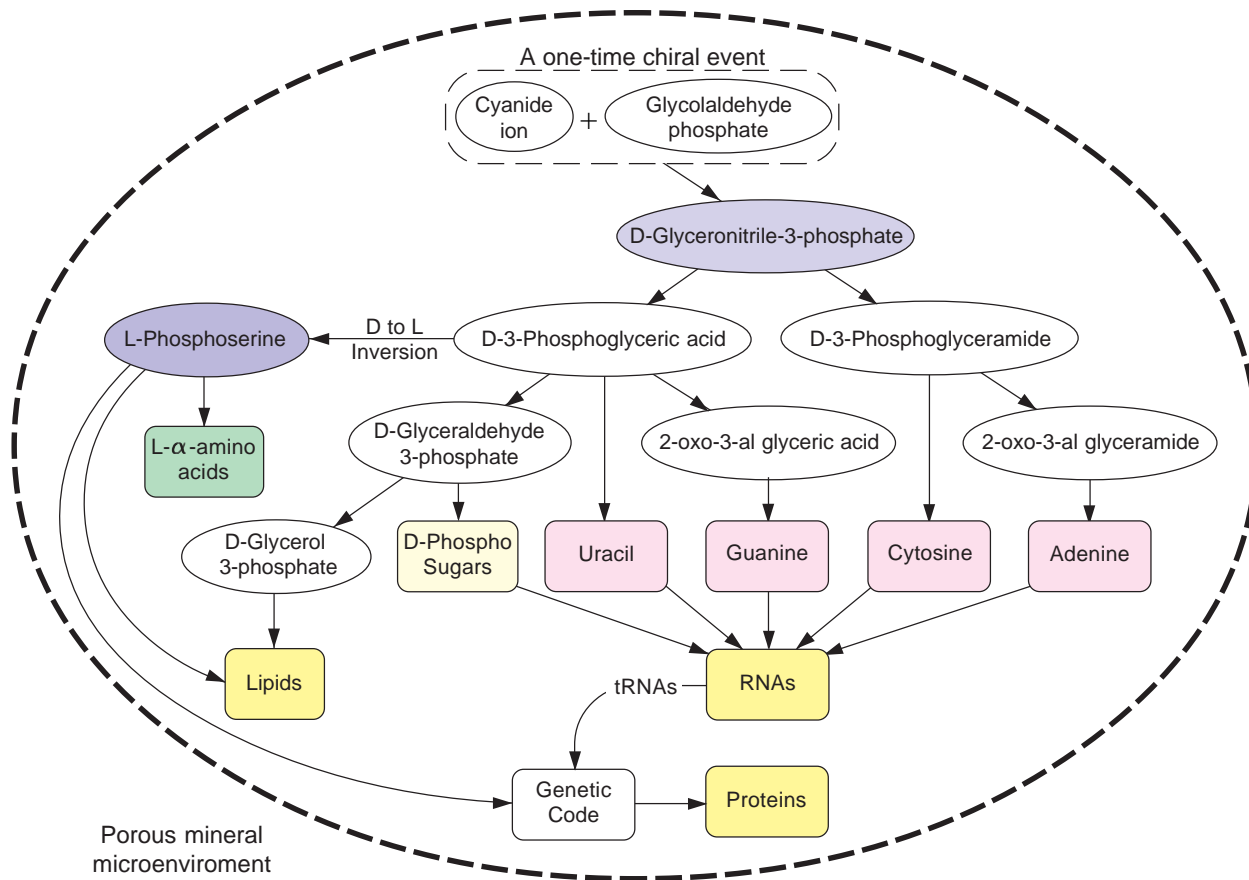 A one-time chiral event
Cyanide
ion
+
Glycolaldehyde
phosphate
D-Glyceronitrile-3-phosphate
L-Phosphoserine
D to L
Inversion
D-3-Phosphoglyceric acid
D-3-Phosphoglyceramide
L-α-amino
acids
D-Glyceraldehyde
3-phosphate
2-oxo-3-al glyceric acid
2-oxo-3-al glyceramide
D-Glycerol
3-phosphate
D-Phospho
Sugars
Uracil
Guanine
Cytosine
Adenine
Lipids
tRNAs
RNAs
Genetic
Code
Proteins
Porous mineral
microenviroment